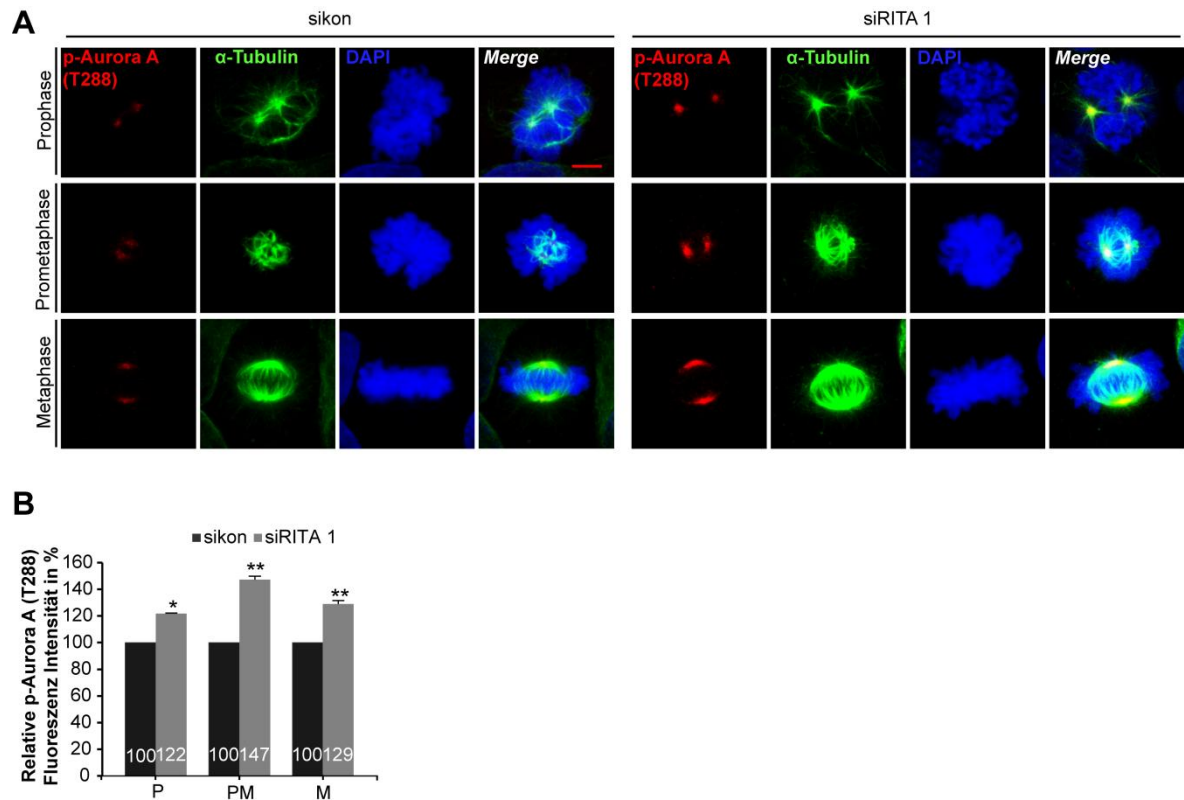 A
sikon
siRITA 1
p-Aurora A
(T288)
α-Tubulin
DAPI
Merge
p-Aurora A
(T288)
α-Tubulin
DAPI
Merge
Prophase
Prometaphase
Metaphase
B
sikon siRITA 1
Relative p-Aurora A (T288)
Fluoreszenz Intensität in %
160
140
120
100
80
60
40
20
0
* ** **
100 122 100 147 100 129
P PM M